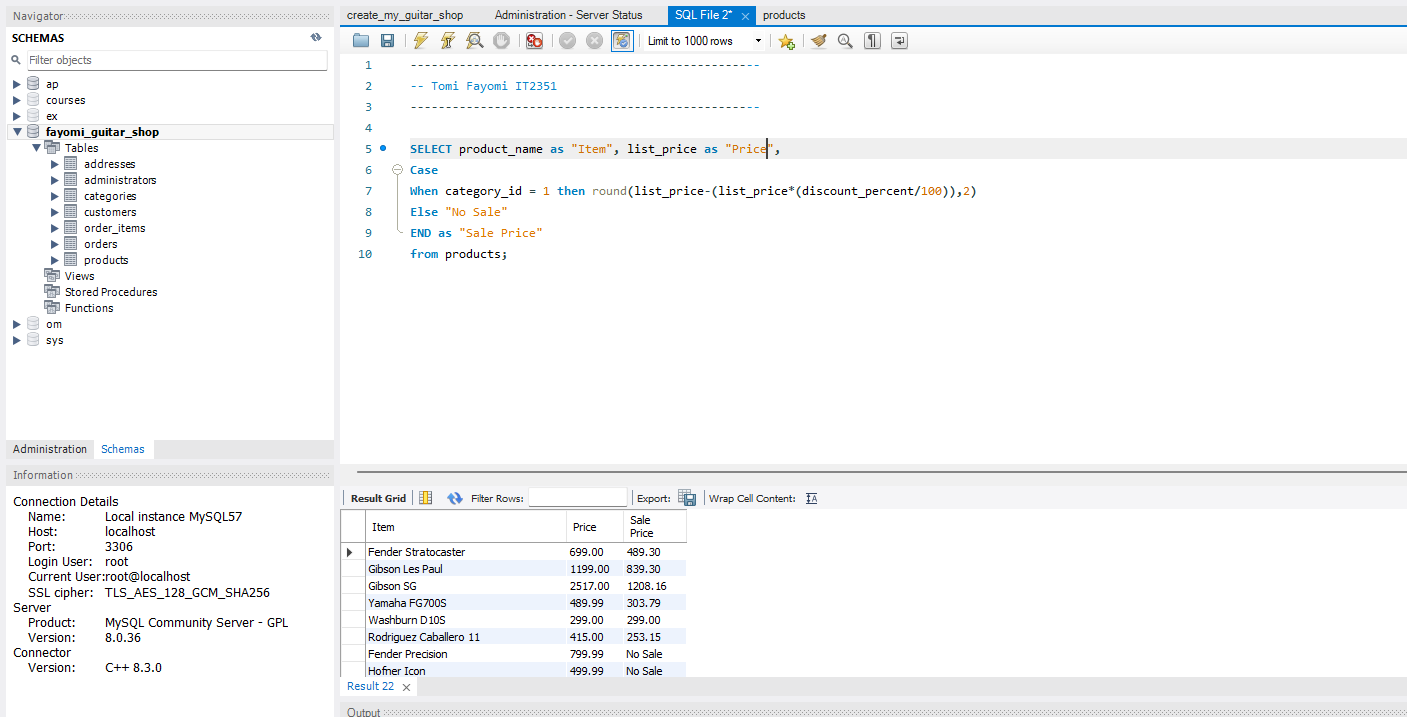 Navigator
SCHEMAS
Filter objects
ap
courses
ex
fayomi_guitar_shop
Tables
addresses
administrators
categories
customers
order_items
orders
products
Views
Stored Procedures
Functions
om
sys
Administration Schemas
Information
Connection Details
Name: Local instance MySQL57
Host: localhost
Port: 3306
Login User: root
Current User:root@localhost
SSL cipher: TLS_AES_128_GCM_SHA256
Server
Product: MySQL Community Server - GPL
Version: 8.0.36
Connector
Version: C++ 8.3.0
create_my_guitar_shop Administration - Server Status SQL File 2* products
Limit to 1000 rows
1 --------------------------------------------------
2 -- Tomi Fayomi IT2351
3 --------------------------------------------------
4
5 SELECT product_name as "Item", list_price as "Price",
6 Case
7 When category_id = 1 then round(list_price-(list_price*(discount_percent/100)),2)
8 Else "No Sale"
9 END as "Sale Price"
10 from products;
Result Grid Filter Rows: Export: Wrap Cell Content: IA
Item Price Sale Price
Fender Stratocaster 699.00 489.30
Gibson Les Paul 1199.00 839.30
Gibson SG 2517.00 1208.16
Yamaha FG700S 489.99 303.79
Washburn D10S 299.00 299.00
Rodriguez Caballero 11 415.00 253.15
Fender Precision 799.99 No Sale
Hofner Icon 499.99 No Sale
Result 22
Output